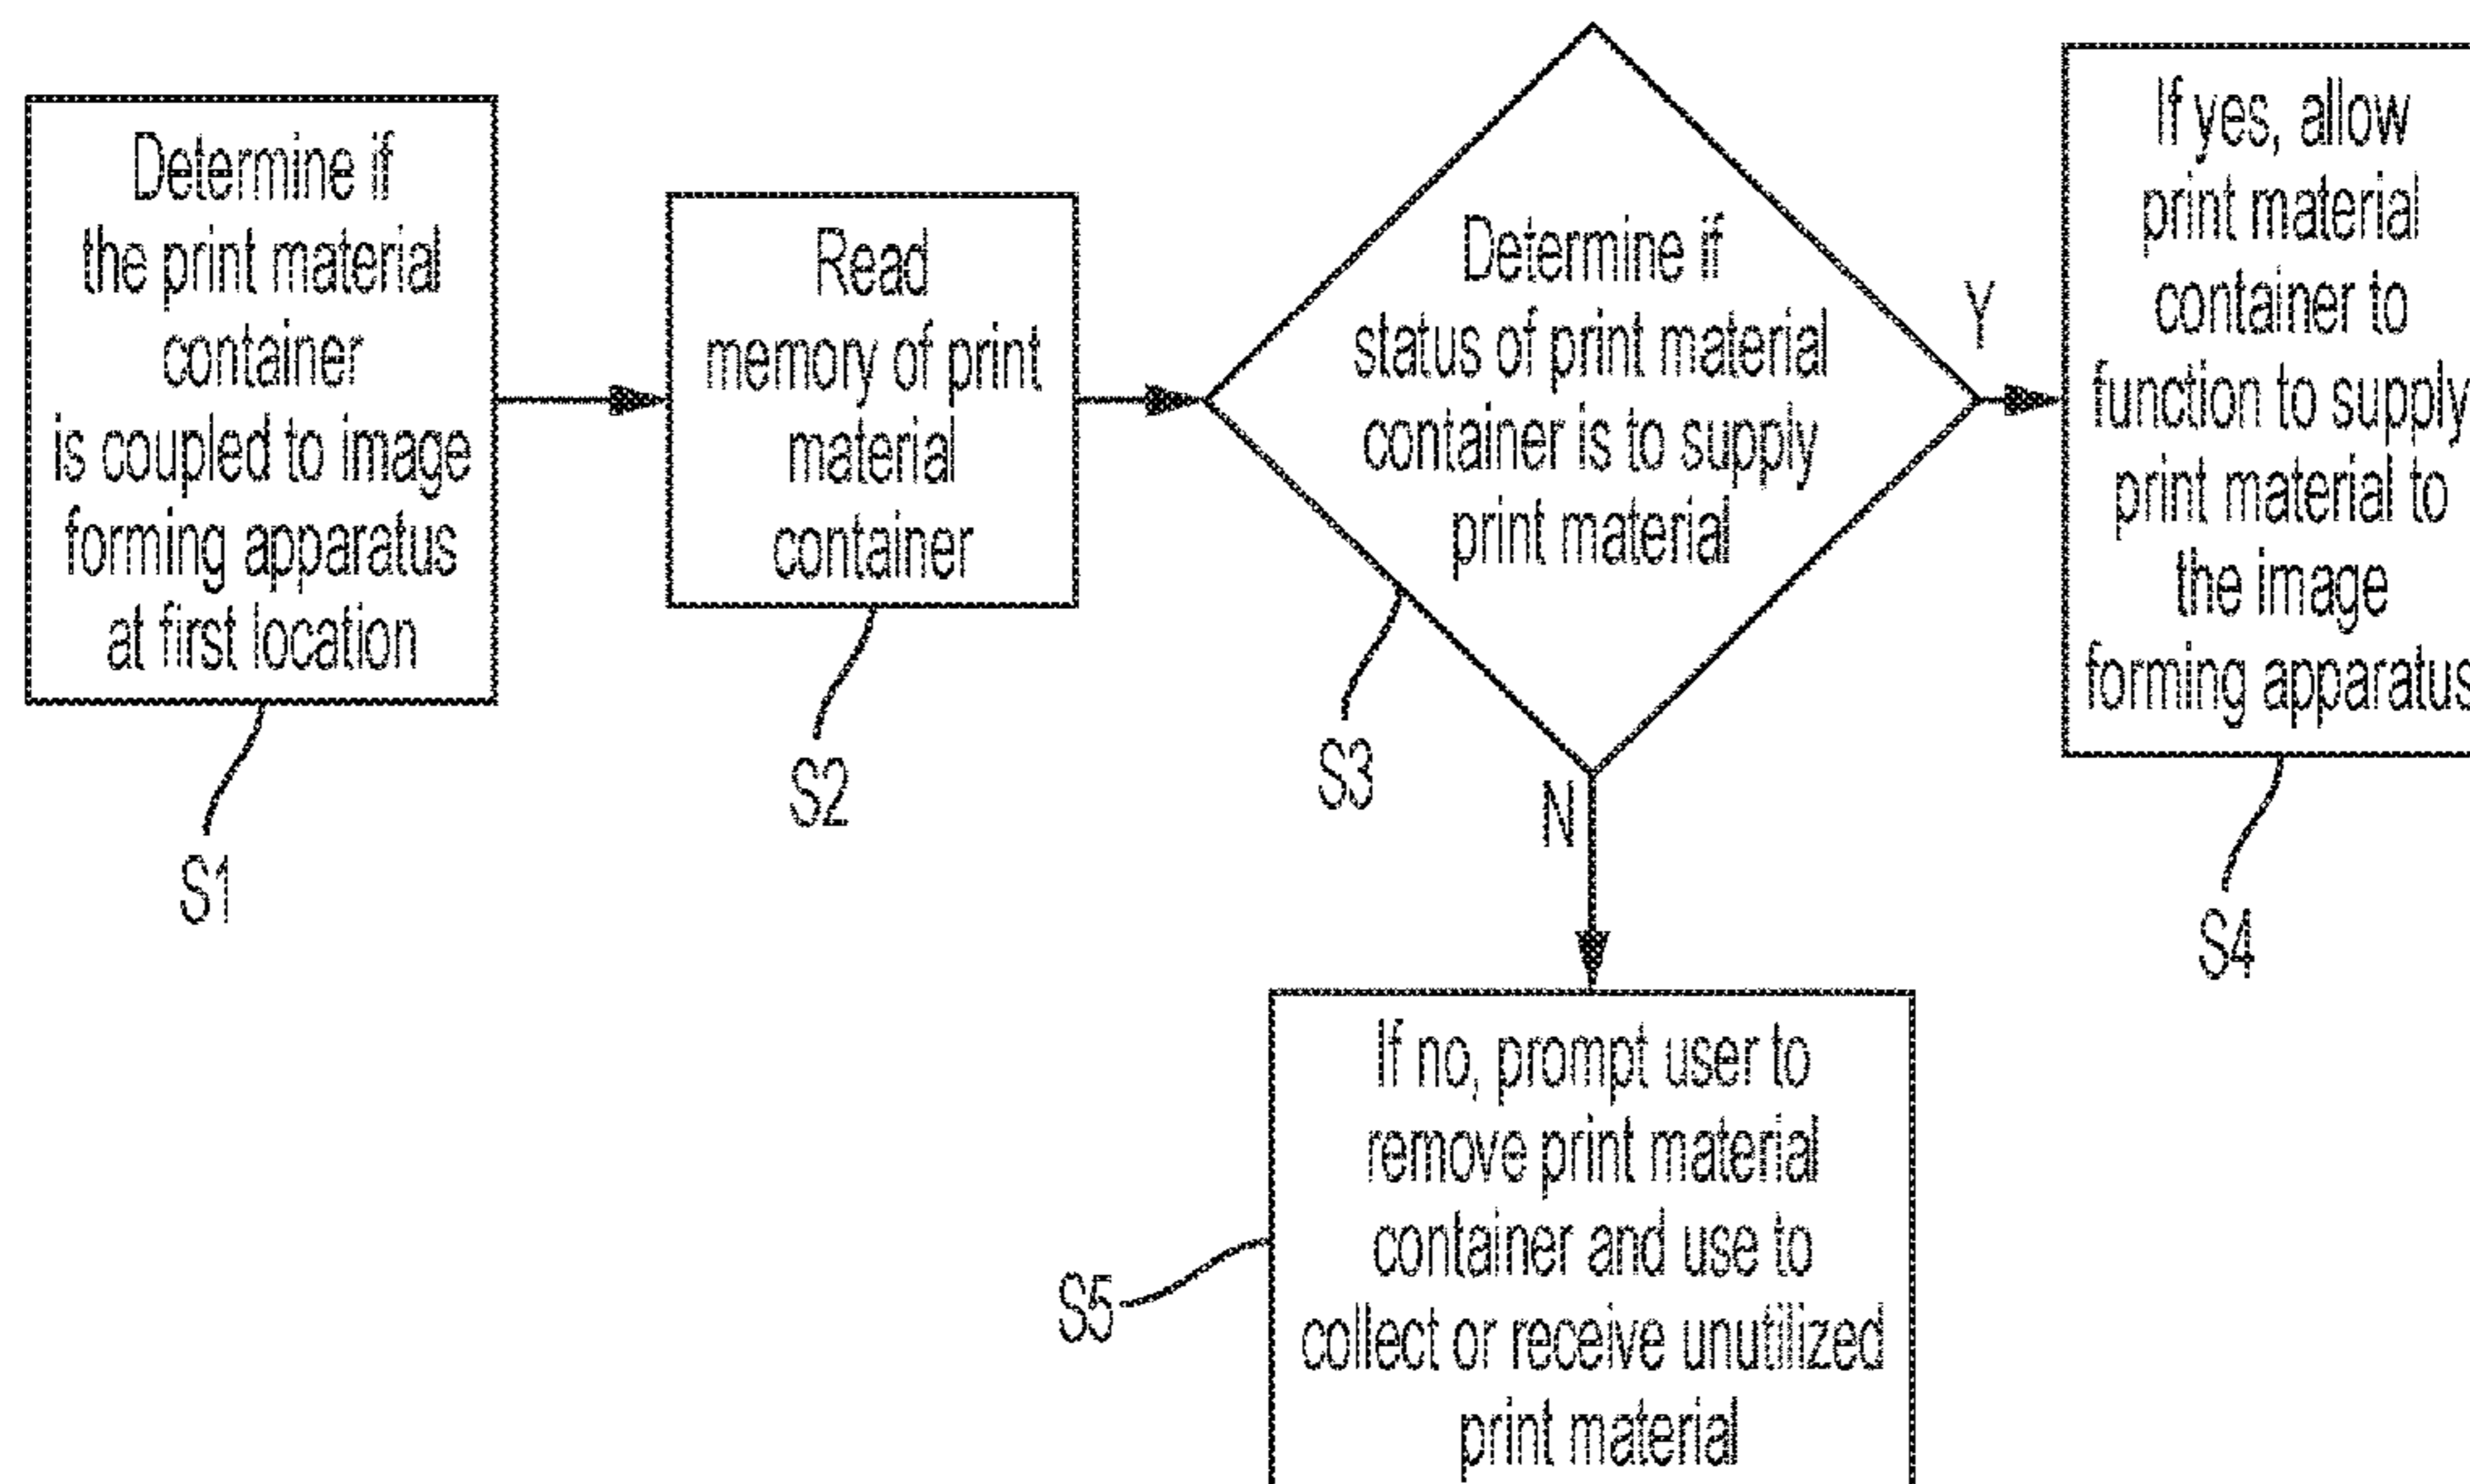 Determine if
the print material
container
is coupled to image
forming apparatus
at first location
S1
Read
memory of print
material
container
S2
Determine if
status of print material
container is to supply
print material
S3
Y
N
If yes, allow
print material
container to
function to supply
print material to
the image
forming apparatus
S4
If no, prompt user to
remove print material
container and use to
collect or receive unutilized
print material
S5